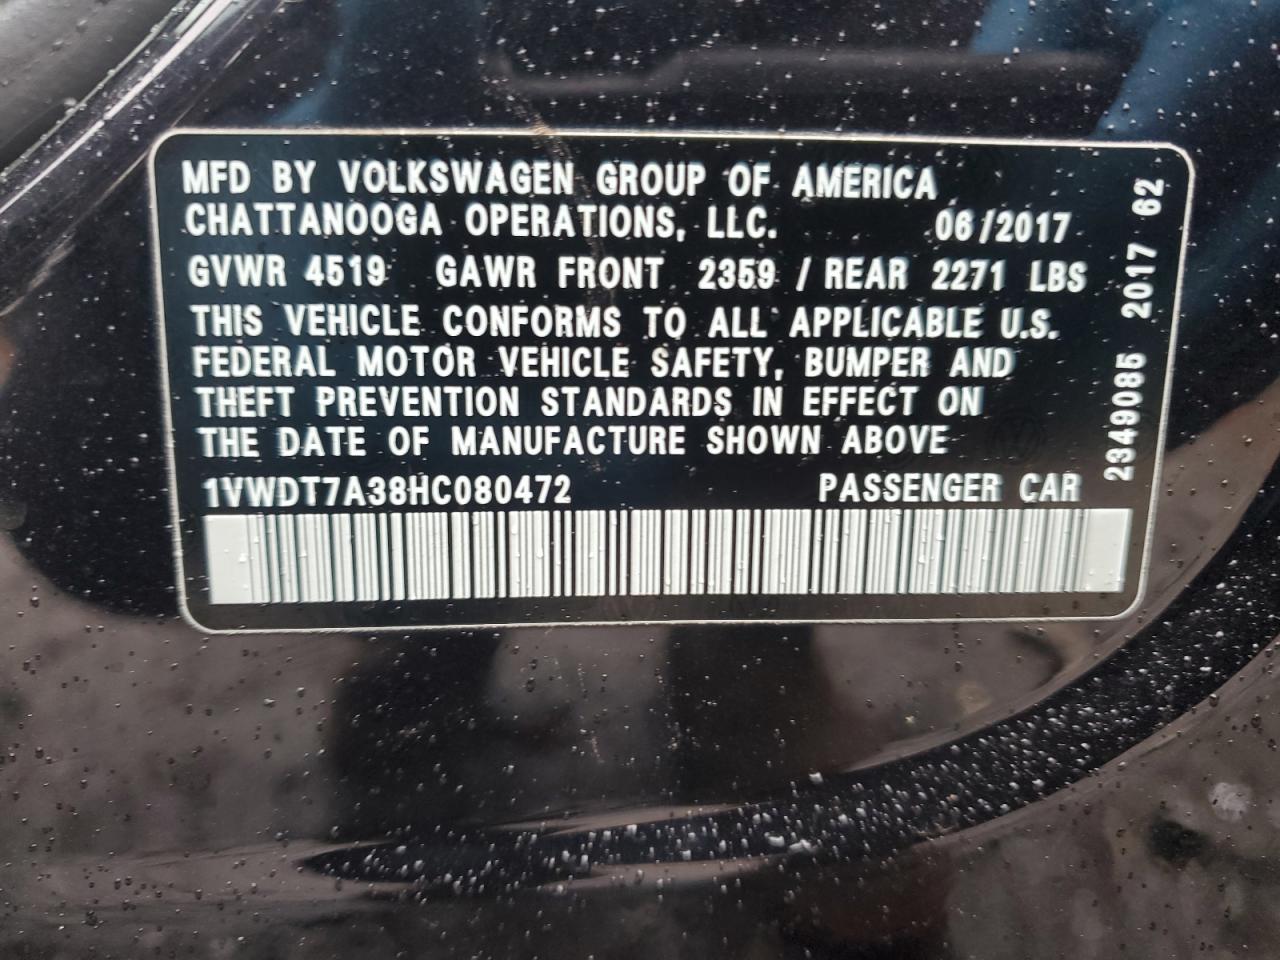 MFD BY VOLKSWAGEN GROUP OF AMERICA
CHATTANOOGA OPERATIONS, LLC. 06/2017
GVWR 4519 GAWR FRONT 2359 / REAR 2271 LBS
THIS VEHICLE CONFORMS TO ALL APPLICABLE U.S.
FEDERAL MOTOR VEHICLE SAFETY, BUMPER AND
THEFT PREVENTION STANDARDS IN EFFECT ON
THE DATE OF MANUFACTURE SHOWN ABOVE
1VWDT7A38HC080472 PASSENGER CAR
2349085 2017 62